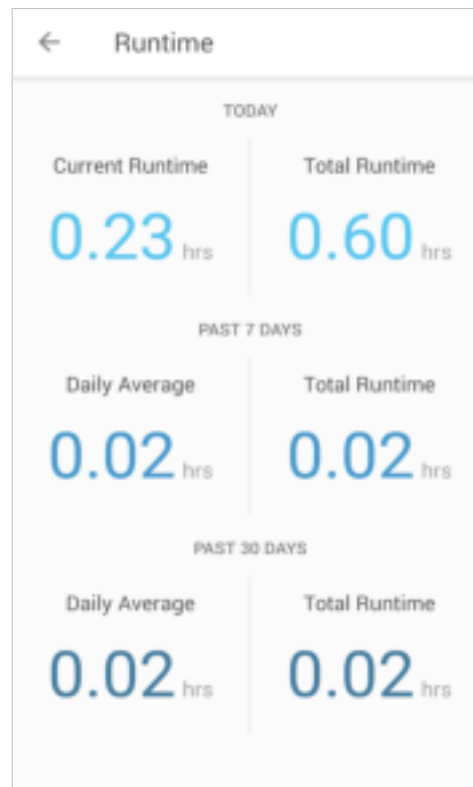 Runtime
TODAY
Current Runtime Total Runtime
0.23 hrs 0.60 hrs
PAST 7 DAYS
Daily Average Total Runtime
0.02 hrs 0.02 hrs
PAST 30 DAYS
Daily Average Total Runtime
0.02 hrs 0.02 hrs